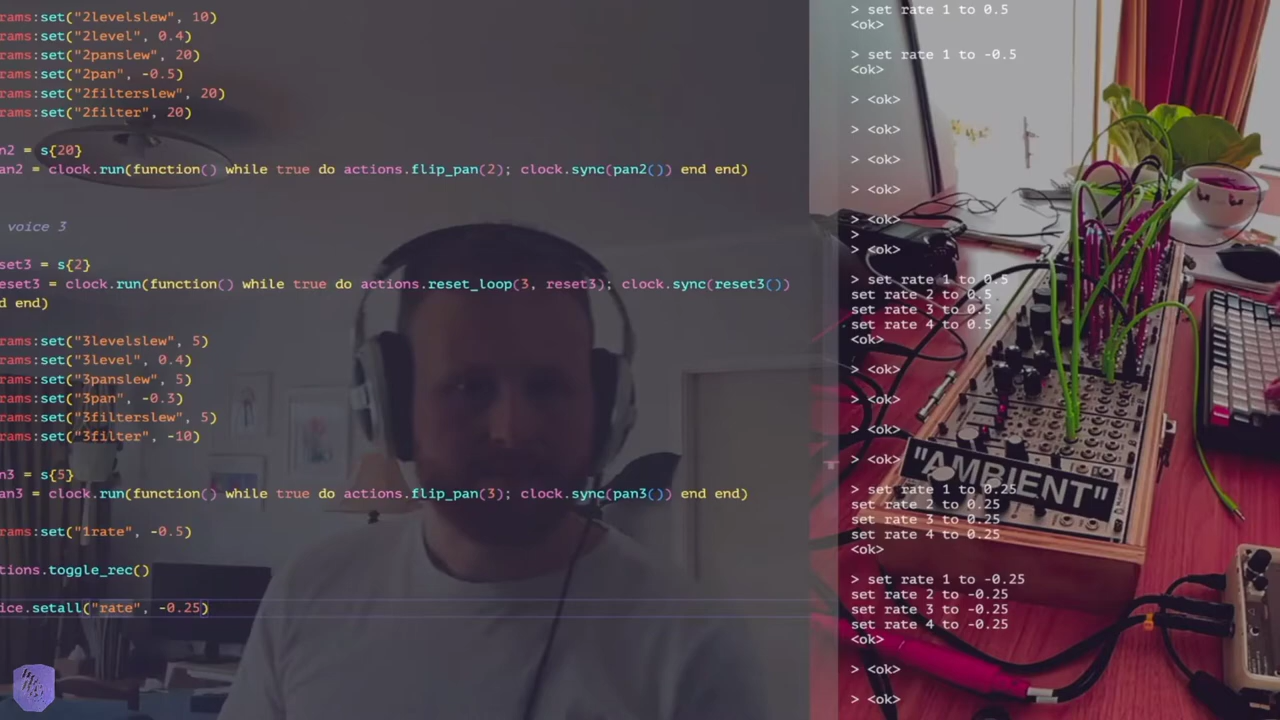 rams:set("2levelslew", 10)
rams:set("2level", 0.4)
rams:set("2panslew", 20)
rams:set("2pan", -0.5)
rams:set("2filterslew", 20)
rams:set("2filter", 20)
n2 = s{20}
an2 = clock.run(function() while true do actions.flip_pan(2); clock.sync(pan2()) end end)
voice 3
set3 = s{2}
eset3 = clock.run(function() while true do actions.reset_loop(3, reset3); clock.sync(reset3())
d end)
rams:set("3levelslew", 5)
rams:set("3level", 0.4)
rams:set("3panslew", 5)
rams:set("3pan", -0.3)
rams:set("3filterslew", 5)
rams:set("3filter", -10)
n3 = s{5}
an3 = clock.run(function() while true do actions.flip_pan(3); clock.sync(pan3()) end end)
rams:set("1rate", -0.5)
tions.toggle_rec()
ice.setall("rate", -0.25)
> set rate 1 to 0.5
<ok>
> set rate 1 to -0.5
<ok>
> <ok>
> <ok>
> <ok>
> <ok>
> <ok>
>
> <ok>
> set rate 1 to 0.5
set rate 2 to 0.5
set rate 3 to 0.5
set rate 4 to 0.5
<ok>
> <ok>
> <ok>
> <ok>
> <ok>
> set rate 1 to 0.25
set rate 2 to 0.25
set rate 3 to 0.25
set rate 4 to 0.25
<ok>
> set rate 1 to -0.25
set rate 2 to -0.25
set rate 3 to -0.25
set rate 4 to -0.25
<ok>
> <ok>
> <ok>
"AMBIENT"